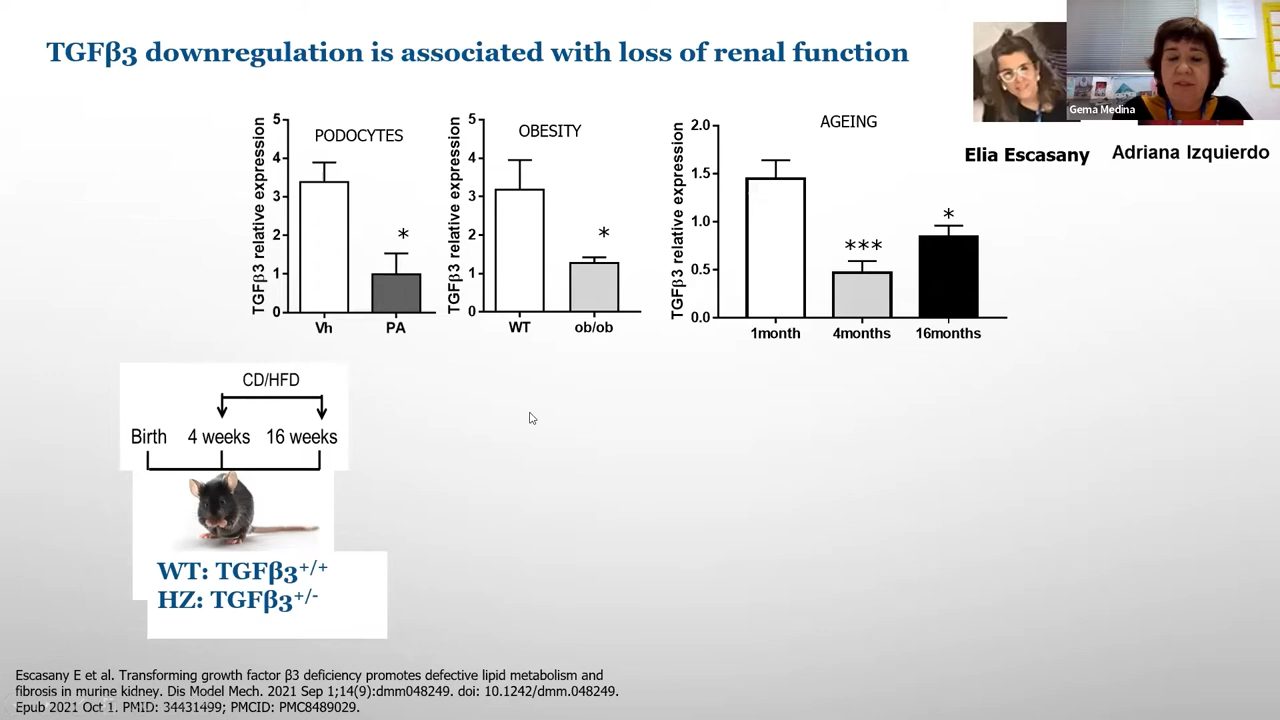 TGFβ3 downregulation is associated with loss of renal function
Gema Medina
Elia Escasany
Adriana Izquierdo
PODOCYTES
TGFβ3 relative expression
5
4
3
2
1
0
*
Vh PA
OBESITY
TGFβ3 relative expression
5
4
3
2
1
0
*
WT ob/ob
AGEING
TGFβ3 relative expression
2.0
1.5
1.0
0.5
0.0
***
*
1month 4months 16months
CD/HFD
Birth 4 weeks 16 weeks
WT: TGFβ3+/+
HZ: TGFβ3+/-
Escasany E et al. Transforming growth factor β3 deficiency promotes defective lipid metabolism and
fibrosis in murine kidney. Dis Model Mech. 2021 Sep 1;14(9):dmm048249. doi: 10.1242/dmm.048249.
Epub 2021 Oct 1. PMID: 34431499; PMCID: PMC8489029.